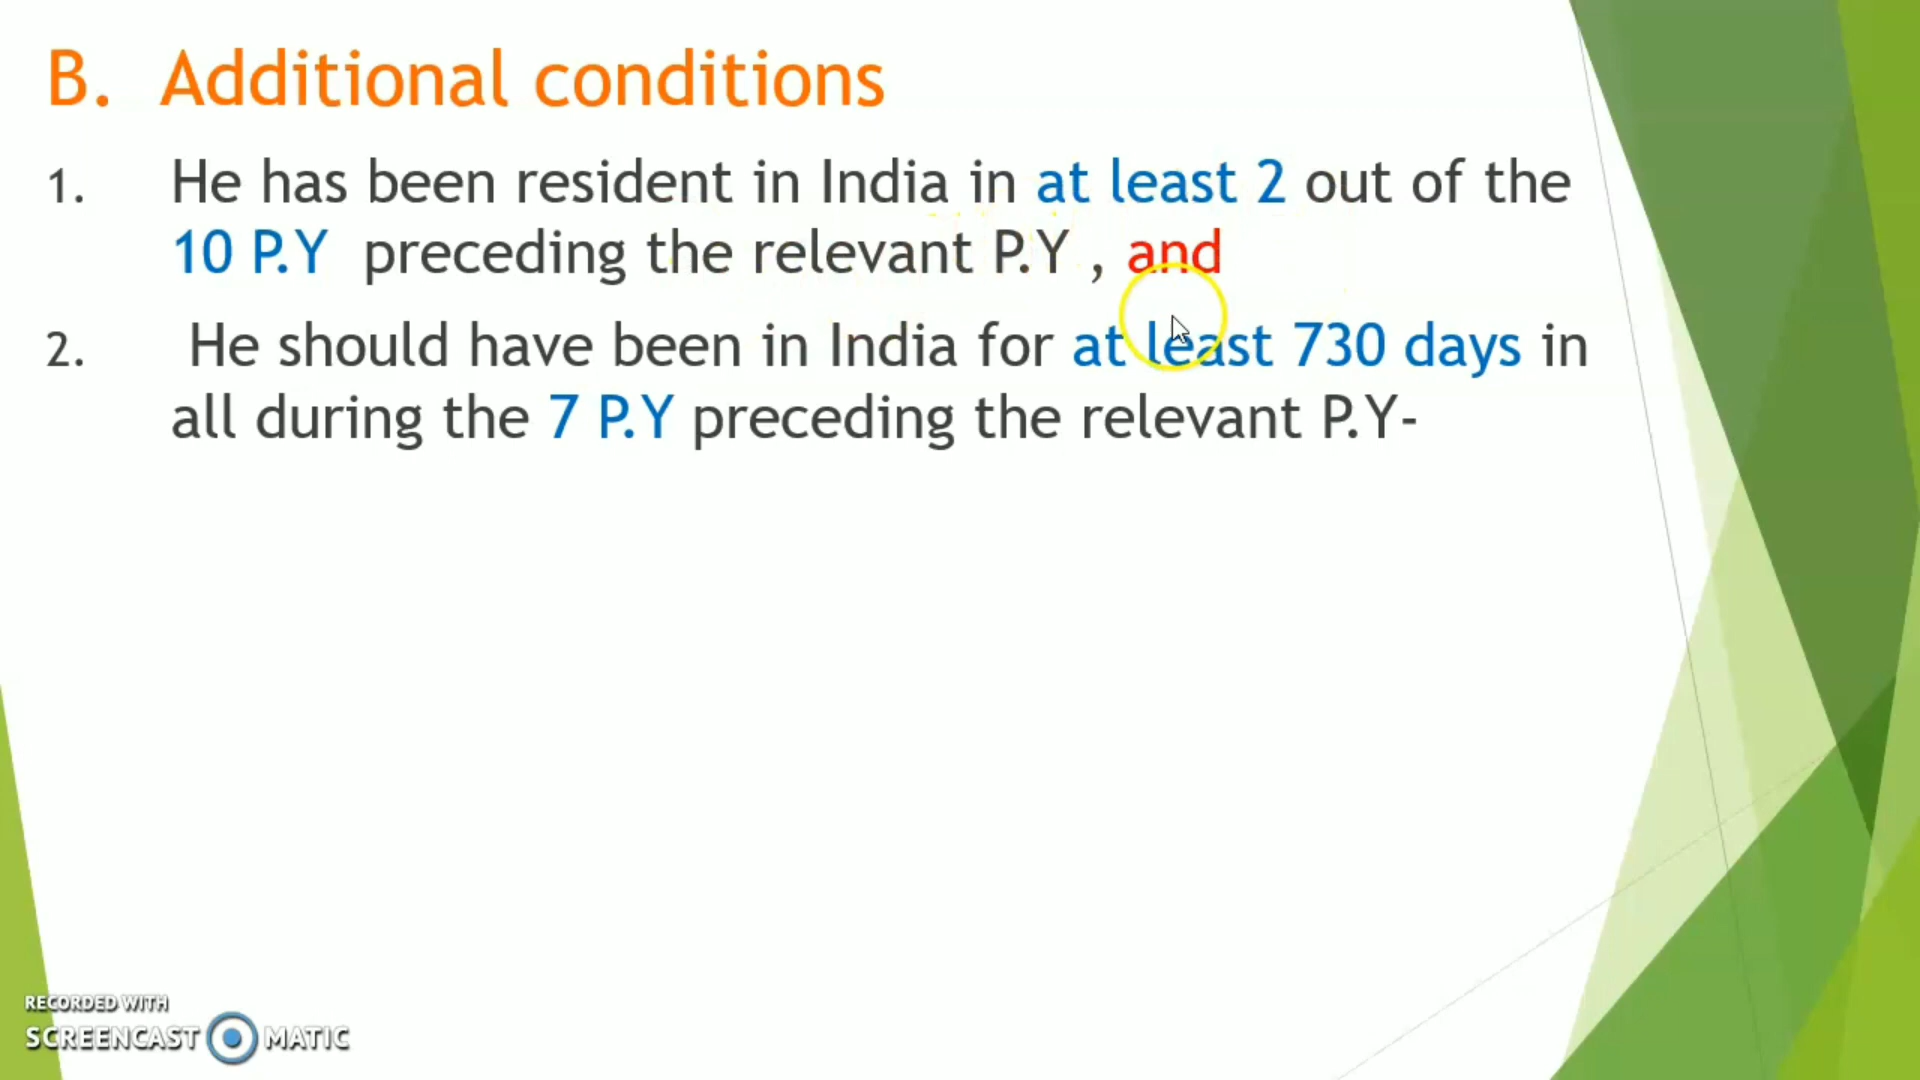 B. Additional conditions
1. He has been resident in India in at least 2 out of the
10 P.Y preceding the relevant P.Y , and
2. He should have been in India for at least 730 days in
all during the 7 P.Y preceding the relevant P.Y-
RECORDED WITH
SCREENCAST MATIC